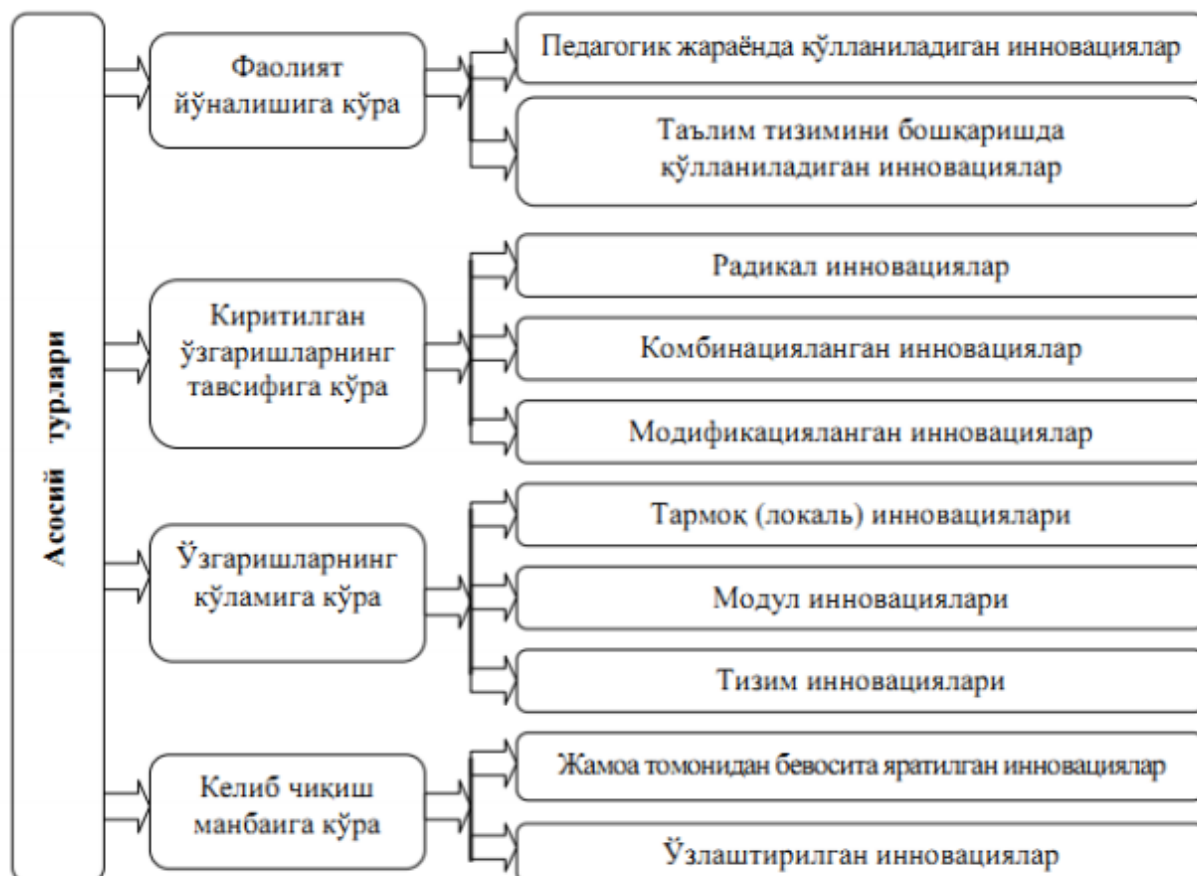 Асосий турлари
Фаолият
йўналишига кўра
Педагогик жараёнда қўлланиладиган инновациялар
Таълим тизимини бошқаришда
қўлланиладиган инновациялар
Киритилган
ўзгаришларнинг
тавсифига кўра
Радикал инновациялар
Комбинацияланган инновациялар
Модификацияланган инновациялар
Ўзгаришларнинг
кўламига кўра
Тармоқ (локаль) инновациялари
Модул инновациялари
Тизим инновациялари
Келиб чиқиш
манбаига кўра
Жамоа томонидан бевосита яратилган инновациялар
Ўзлаштирилган инновациялар